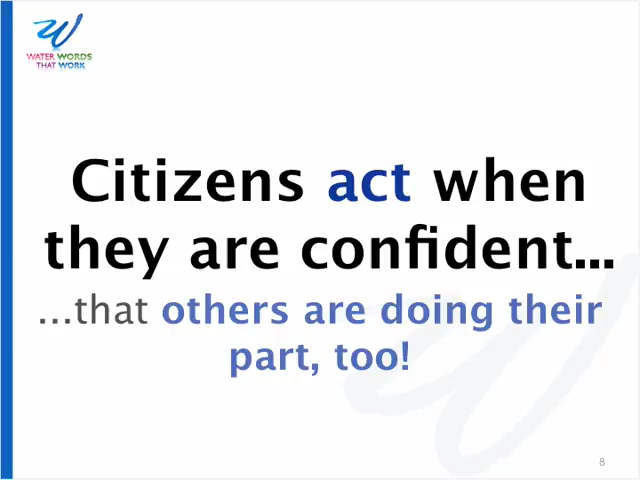 WATER WORDS
THAT WORK
Citizens act when
they are confident...
...that others are doing their
part, too!
8